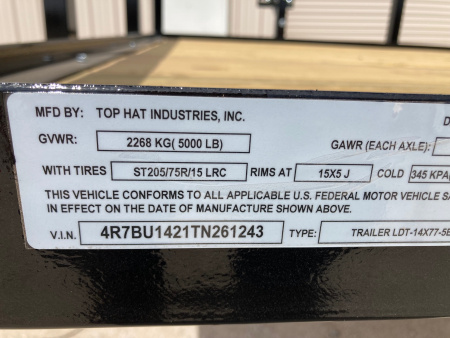 MFD BY: TOP HAT INDUSTRIES, INC. D
GVWR: 2268 KG( 5000 LB) GAWR (EACH AXLE):
WITH TIRES ST205/75R/15 LRC RIMS AT 15X5 J COLD 345 KPA(
THIS VEHICLE CONFORMS TO ALL APPLICABLE U.S. FEDERAL MOTOR VEHICLE SA
IN EFFECT ON THE DATE OF MANUFACTURE SHOWN ABOVE.
V.I.N. 4R7BU1421TN261243 TYPE: TRAILER LDT-14X77-5E